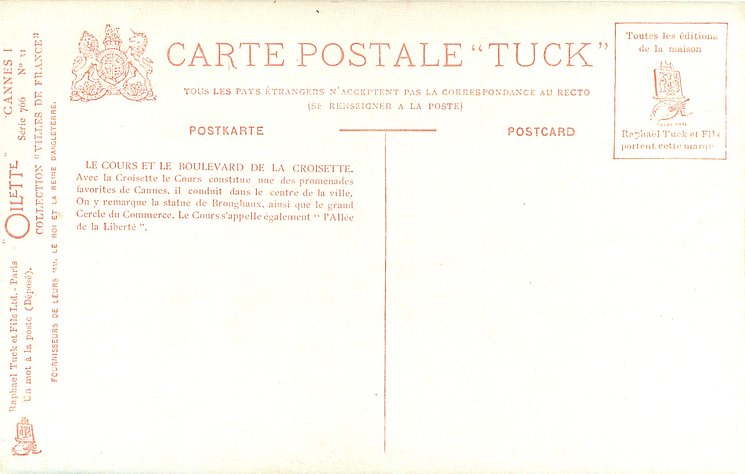 CARTE POSTALE "TUCK"
TOUS LES PAYS ÉTRANGERS N'ACCEPTENT PAS LA CORRESPONDANCE AU RECTO
(SE RENSEIGNER A LA POSTE)
POSTKARTE
POSTCARD
Toutes les éditions
de la maison
Raphael Tuck et Fils
portent cette marque
LE COURS ET LE BOULEVARD DE LA CROISETTE.
Avec la Croisette le Cours constitue une des promenades
favorites de Cannes, il conduit dans le centre de la ville.
On y remarque la statue de Broughaux, ainsi que le grand
Cercle du Commerce. Le Cours s'appelle également " l'Allée
de la Liberté ".
Raphael Tuck et Fils Ltd. - Paris
Un mot à la poste (Déposé).
"OILETTE"
"CANNES I
Série 766 N° 31
COLLECTION "VILLES DE FRANCE"
FOURNISSEURS DE LEURS MM. LE ROI ET LA REINE D'ANGLETERRE.